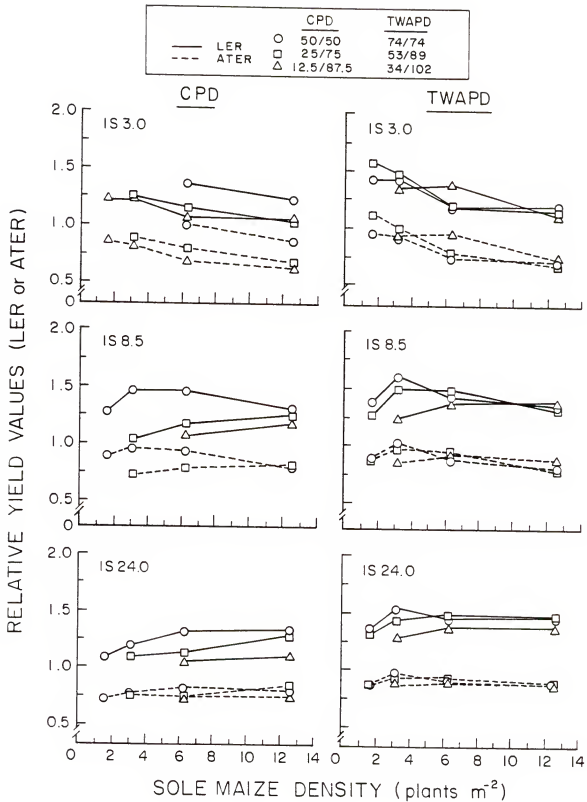 CPD TWAPD
LER ○ 50/50 74/74
ATER □ 25/75 53/89
△ 12.5/87.5 34/102
CPD TWAPD
RELATIVE YIELD VALUES (LER or ATER)
2.0 IS 3.0 IS 3.0
1.5
1.0
0.5
0
2.0 IS 8.5 IS 8.5
1.5
1.0
0.5
0
2.0 IS 24.0 IS 24.0
1.5
1.0
0.5
0 2 4 6 8 10 12 14 0 2 4 6 8 10 12 14
SOLE MAIZE DENSITY (plants m⁻²)